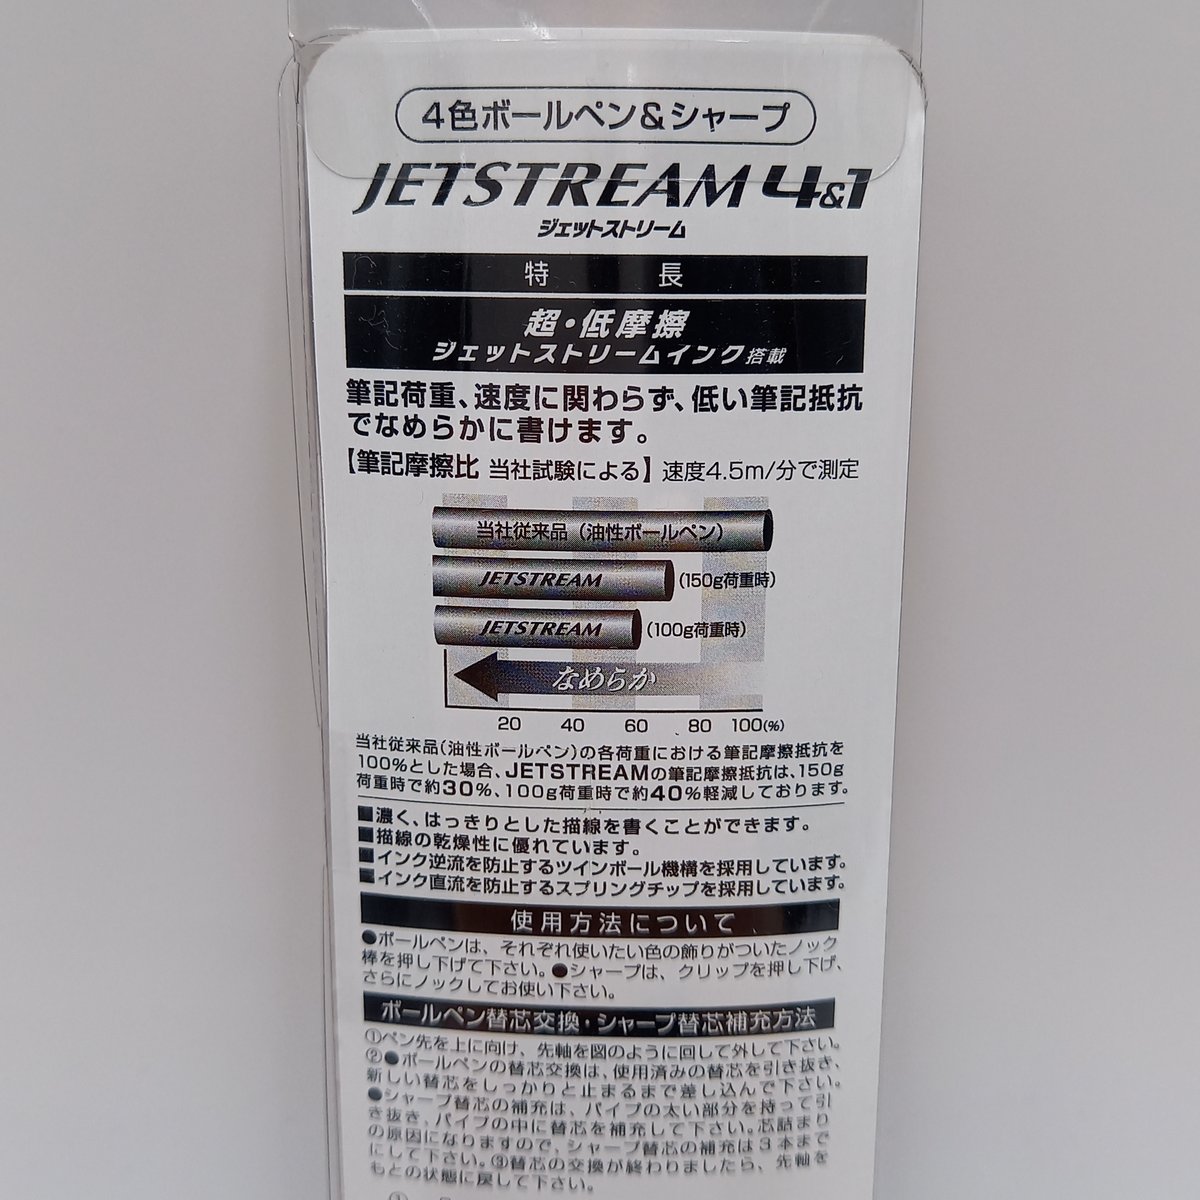 4色ボールペン&シャープ
JETSTREAM 4&1
ジェットストリーム
特長
超・低摩擦
ジェットストリームインク搭載
筆記荷重、速度に関わらず、低い筆記抵抗
でなめらかに書けます。
【筆記摩擦比 当社試験による】速度4.5m/分で測定
当社従来品(油性ボールペン)
JETSTREAM (150g荷重時)
JETSTREAM (100g荷重時)
なめらか
20 40 60 80 100(%)
当社従来品(油性ボールペン)の各荷重における筆記摩擦抵抗を
100%とした場合、JETSTREAMの筆記摩擦抵抗は、150g
荷重時で約30%、100g荷重時で約40%軽減しております。
■濃く、はっきりとした描線を書くことができます。
■描線の乾燥性に優れています。
■インク逆流を防止するツインボール機構を採用しています。
■インク直流を防止するスプリングチップを採用しています。
使用方法について
●ボールペンは、それぞれ使いたい色の飾りがついたノック
棒を押し下げて下さい。●シャープは、クリップを押し下げ、
さらにノックしてお使い下さい。
ボールペン替芯交換・シャープ替芯補充方法
①ペン先を上に向け、先軸を図のように回して外して下さい。
②●ボールペンの替芯交換は、使用済みの替芯を引き抜き、
新しい替芯をしっかりと止まるまで差し込んで下さい。
●シャープ替芯の補充は、パイプの太い部分を持って引
き抜き、パイプの中に替芯を補充して下さい。芯詰まり
の原因になりますので、シャープ替芯の補充は3本まで
にして下さい。③替芯の交換が終わりましたら、先軸を
もとの状態に戻して下さい。